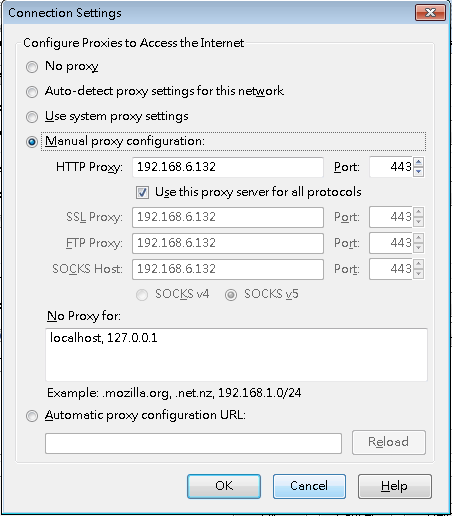 Connection Settings
Configure Proxies to Access the Internet
No proxy
Auto-detect proxy settings for this network
Use system proxy settings
Manual proxy configuration:
HTTP Proxy: 192.168.6.132 Port: 443
Use this proxy server for all protocols
SSL Proxy: 192.168.6.132 Port: 443
FTP Proxy: 192.168.6.132 Port: 443
SOCKS Host: 192.168.6.132 Port: 443
SOCKS v4 SOCKS v5
No Proxy for:
localhost, 127.0.0.1
Example: .mozilla.org, .net.nz, 192.168.1.0/24
Automatic proxy configuration URL:
Reload
OK Cancel Help